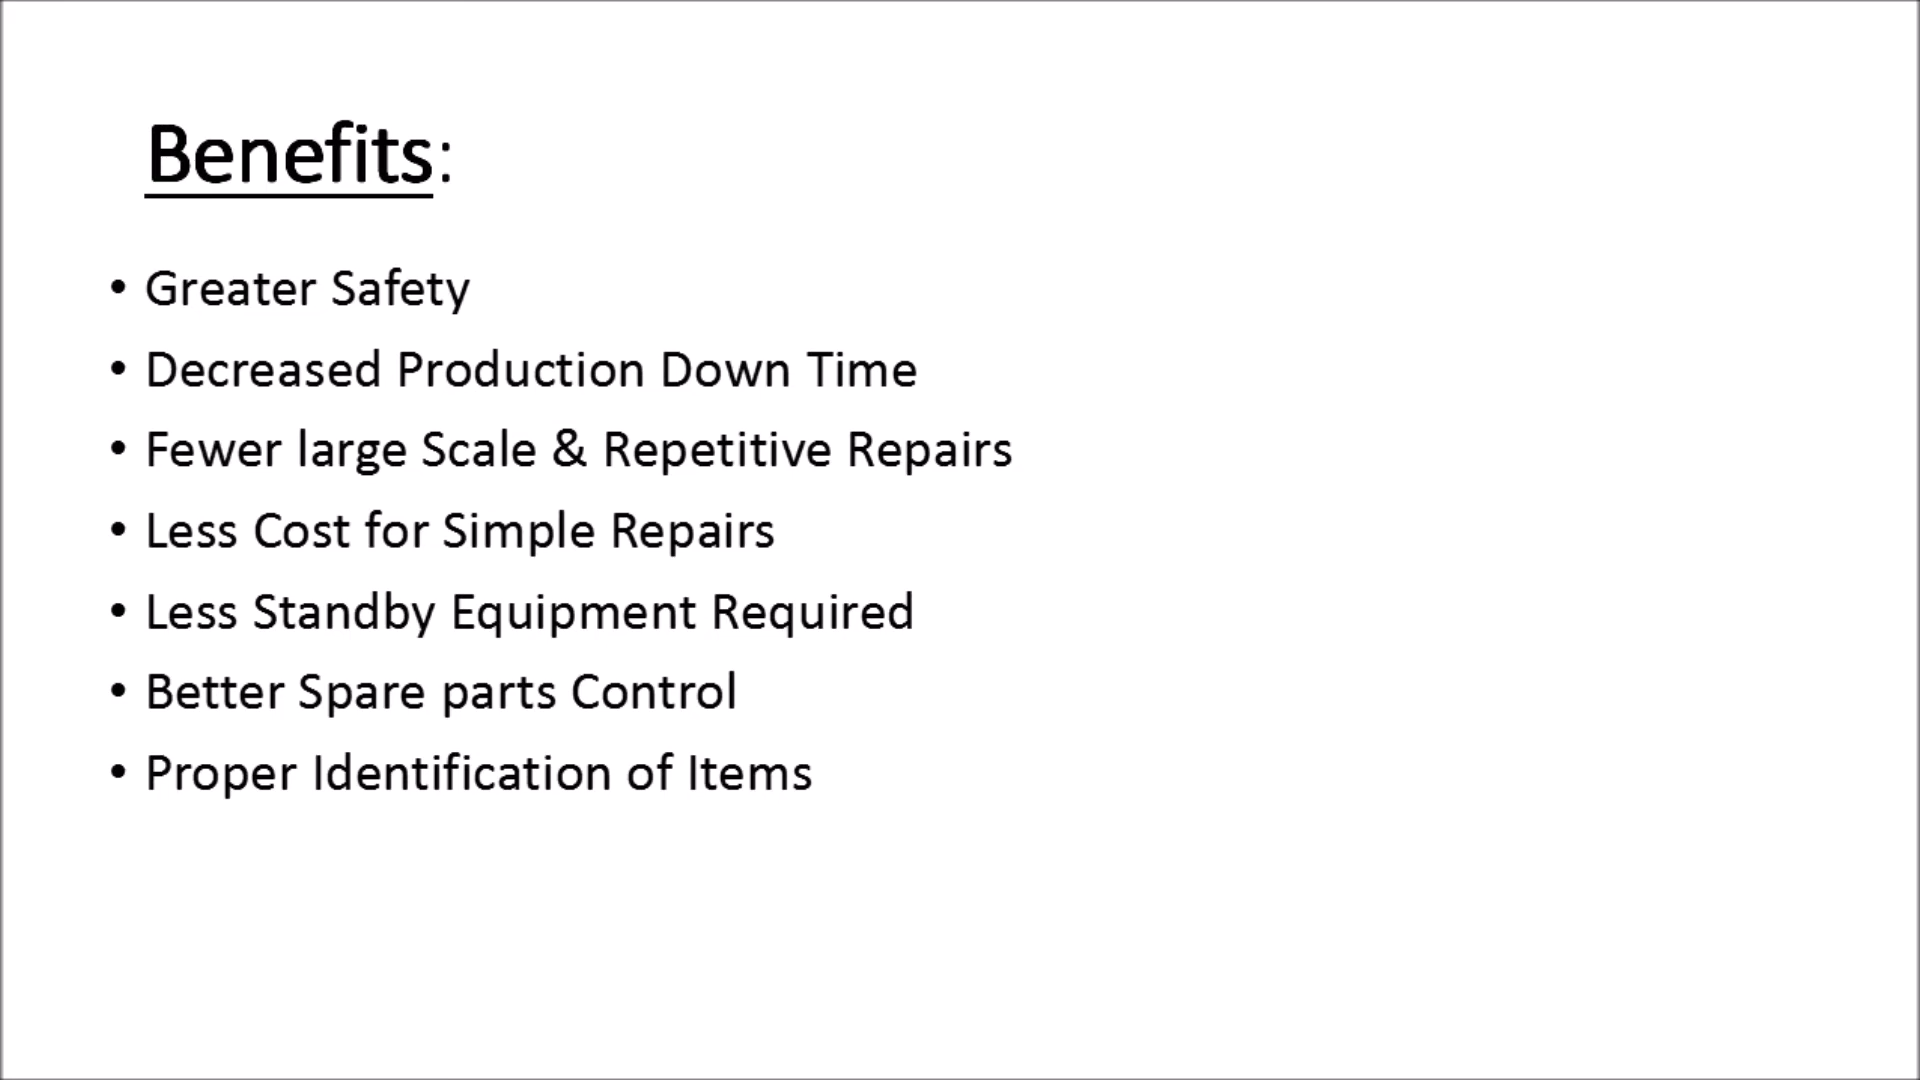 Benefits:
• Greater Safety
• Decreased Production Down Time
• Fewer large Scale & Repetitive Repairs
• Less Cost for Simple Repairs
• Less Standby Equipment Required
• Better Spare parts Control
• Proper Identification of Items